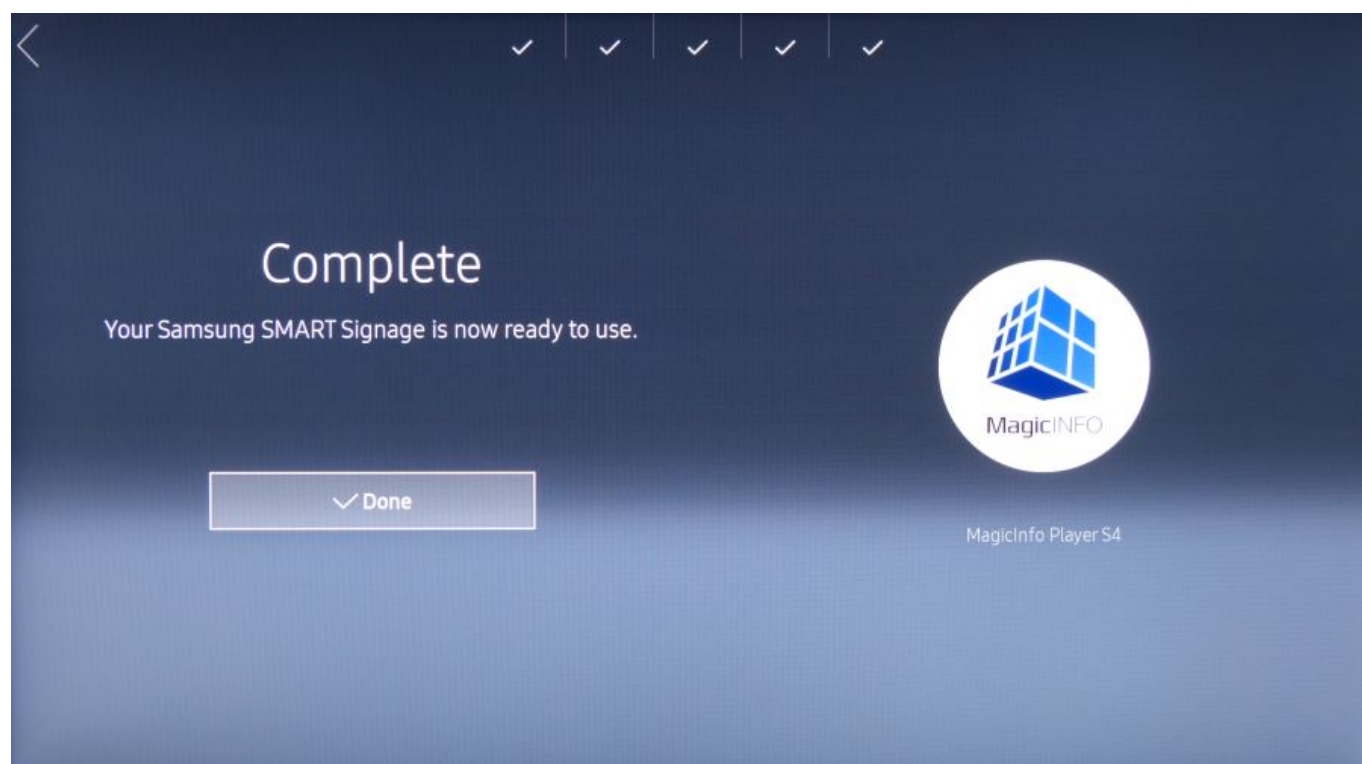 Complete
Your Samsung SMART Signage is now ready to use.
Done
MagicINFO
MagicInfo Player S4